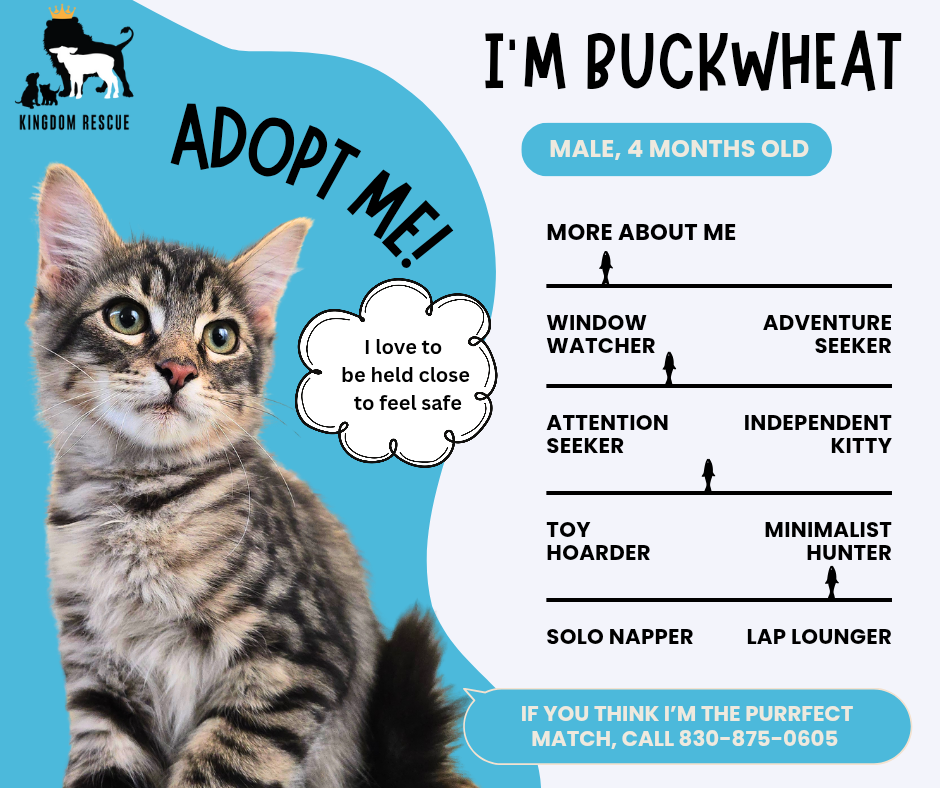 KINGDOM RESCUE
ADOPT ME!
I'M BUCKWHEAT
MALE, 4 MONTHS OLD
I love to
be held close
to feel safe
MORE ABOUT ME
WINDOW
WATCHER
ADVENTURE
SEEKER
ATTENTION
SEEKER
INDEPENDENT
KITTY
TOY
HOARDER
MINIMALIST
HUNTER
SOLO NAPPER
LAP LOUNGER
IF YOU THINK I'M THE PURRFECT
MATCH, CALL 830-875-0605